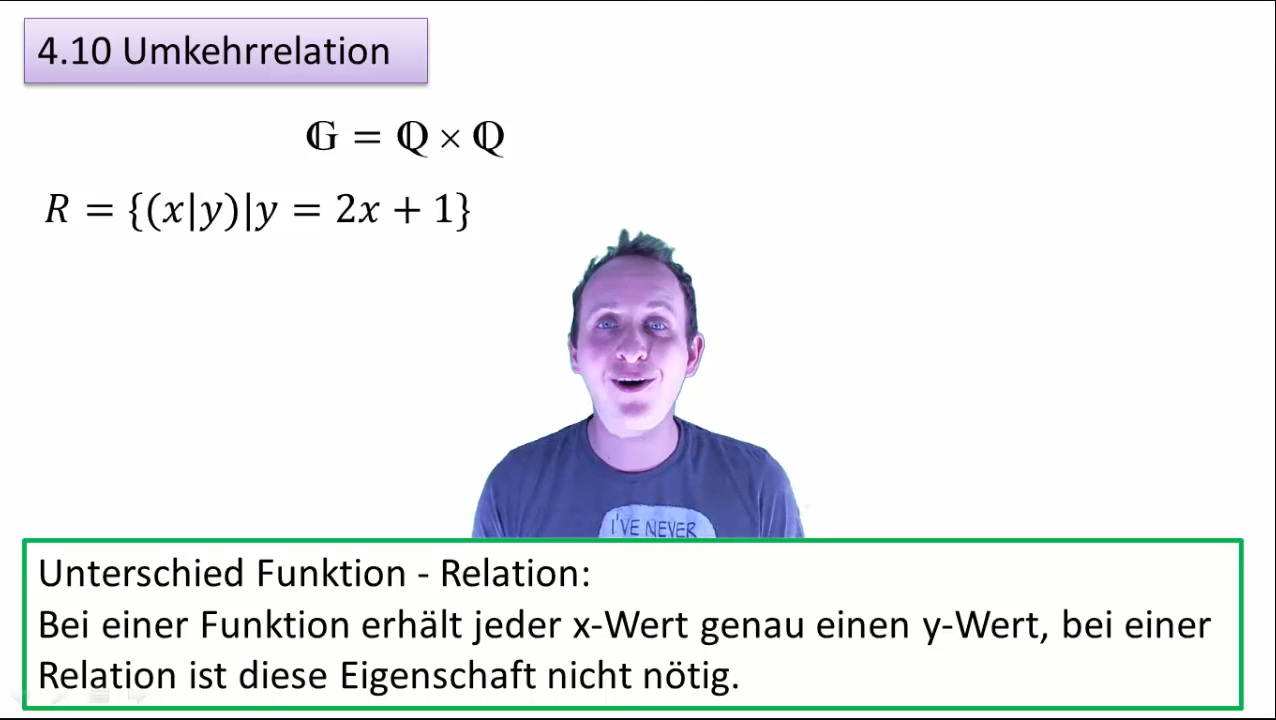 4.10 Umkehrrelation
𝔾 = ℚ × ℚ
R = {(x|y)|y = 2x + 1}
I'VE NEVER
Unterschied Funktion - Relation:
Bei einer Funktion erhält jeder x-Wert genau einen y-Wert, bei einer
Relation ist diese Eigenschaft nicht nötig.